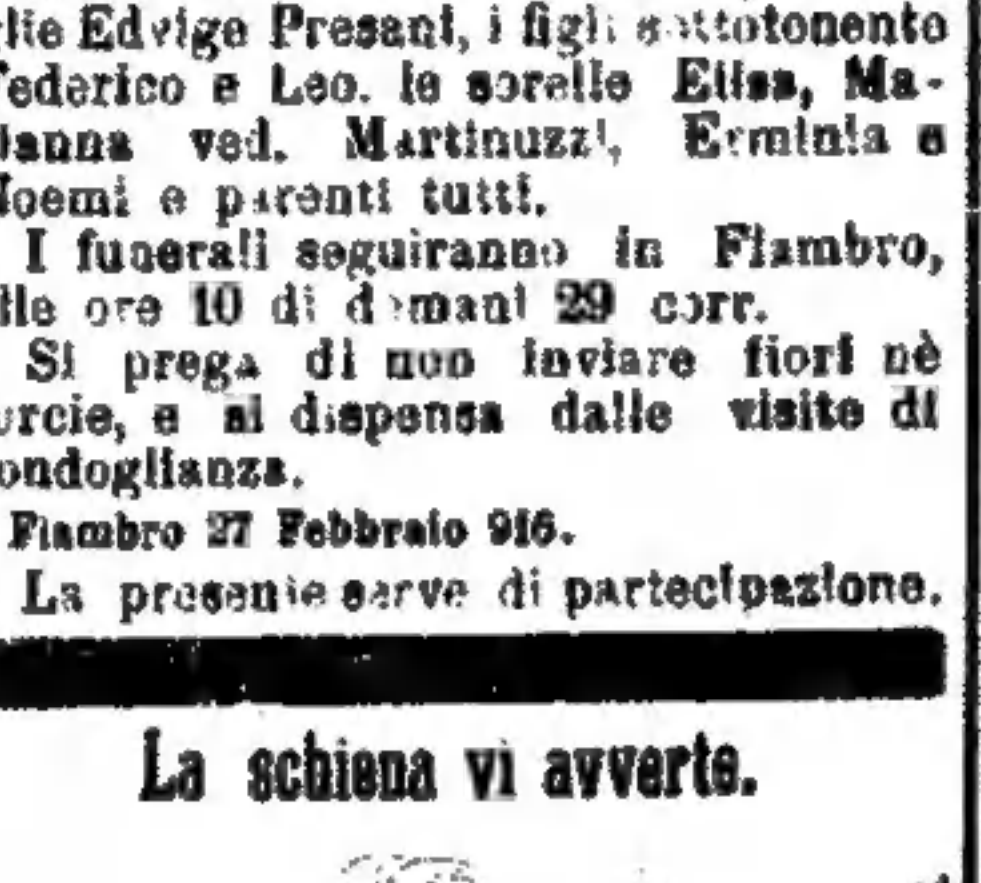 glie Edvige Presani, i figli sottotenente
Federico e Leo, le sorelle Elisa, Ma-
rianna ved. Martinuzzi, Erminia e
Noemi e parenti tutti.
I funerali seguiranno in Flambro,
alle ore 10 di domani 29 corr.
Si prega di non inviare fiori nè
torcie, e si dispensa dalle visite di
condoglianza.
Flambro 27 Febbraio 916.
La presente serve di partecipazione.
La schiena vi avverte.